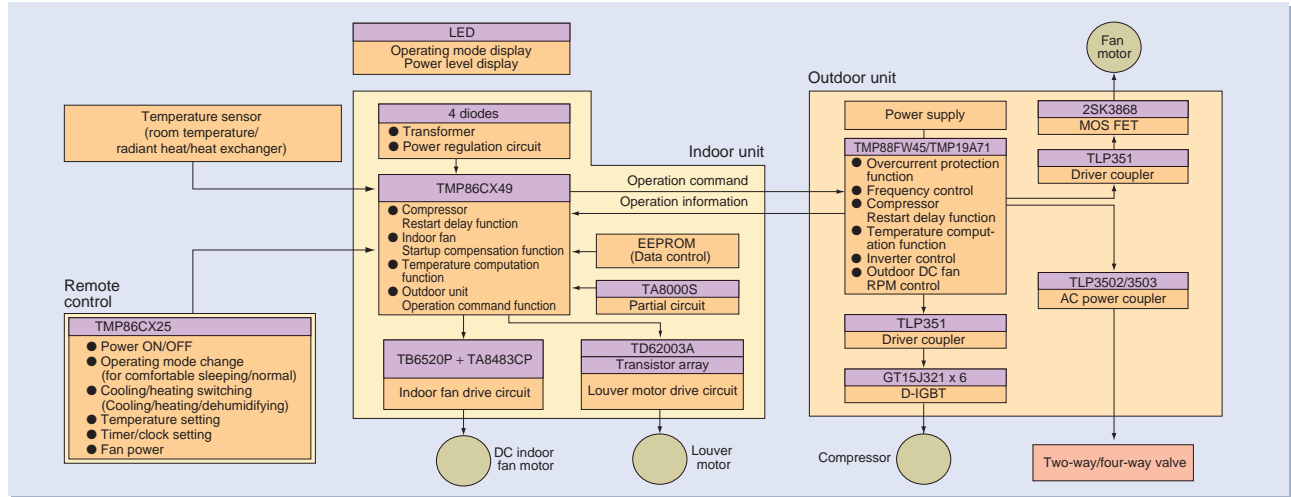 LED
Operating mode display
Power level display
Temperature sensor
(room temperature/
radiant heat/heat exchanger)
Remote
control
TMP86CX25
● Power ON/OFF
● Operating mode change
(for comfortable sleeping/normal)
● Cooling/heating switching
(Cooling/heating/dehumidifying)
● Temperature setting
● Timer/clock setting
● Fan power
Indoor unit
4 diodes
● Transformer
● Power regulation circuit
TMP86CX49
● Compressor
Restart delay function
● Indoor fan
Startup compensation function
● Temperature computation
function
● Outdoor unit
Operation command function
EEPROM
(Data control)
TA8000S
Partial circuit
TB6520P + TA8483CP
Indoor fan drive circuit
TD62003A
Transistor array
Louver motor drive circuit
DC indoor
fan motor
Louver
motor
Operation command
Operation information
Outdoor unit
Power supply
TMP88FW45/TMP19A71
● Overcurrent protection
function
● Frequency control
● Compressor
Restart delay function
● Temperature comput-
ation function
● Inverter control
● Outdoor DC fan
RPM control
TLP351
Driver coupler
GT15J321 x 6
D-IGBT
Compressor
Fan
motor
2SK3868
MOS FET
TLP351
Driver coupler
TLP3502/3503
AC power coupler
Two-way/four-way valve